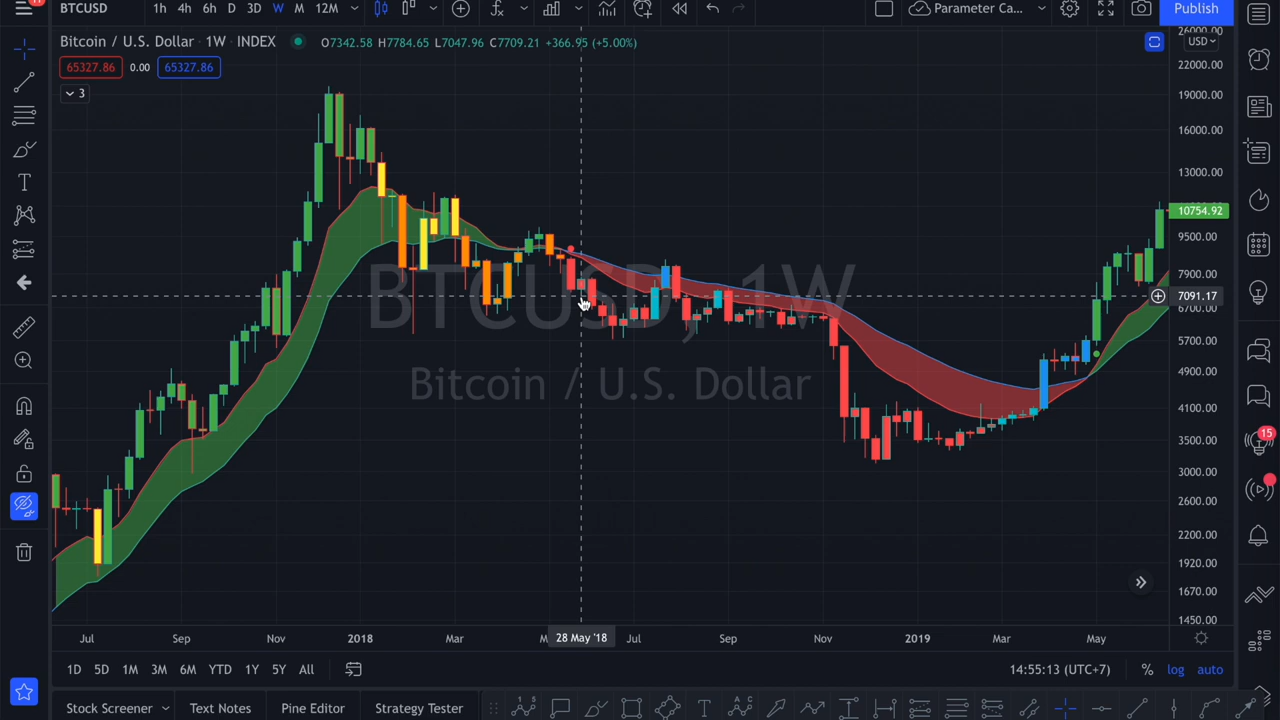 11
BTCUSD 1h 4h 6h D 3D W M 12M Parameter Ca... Publish
Bitcoin / U.S. Dollar · 1W · INDEX O7342.58 H7784.65 L7047.96 C7709.21 +366.95 (+5.00%) USD
65327.86 0.00 65327.86
3
26000.00
22000.00
19000.00
16000.00
13000.00
10754.92
9500.00
7900.00
7091.17
6700.00
5700.00
4900.00
4100.00
3500.00
3000.00
2600.00
2200.00
1920.00
1670.00
1450.00
BTCUSD, 1W
Bitcoin / U.S. Dollar
15
Jul Sep Nov 2018 Mar M 28 May '18 Jul Sep Nov 2019 Mar May
1D 5D 1M 3M 6M YTD 1Y 5Y All 14:55:13 (UTC+7) % log auto
Stock Screener Text Notes Pine Editor Strategy Tester